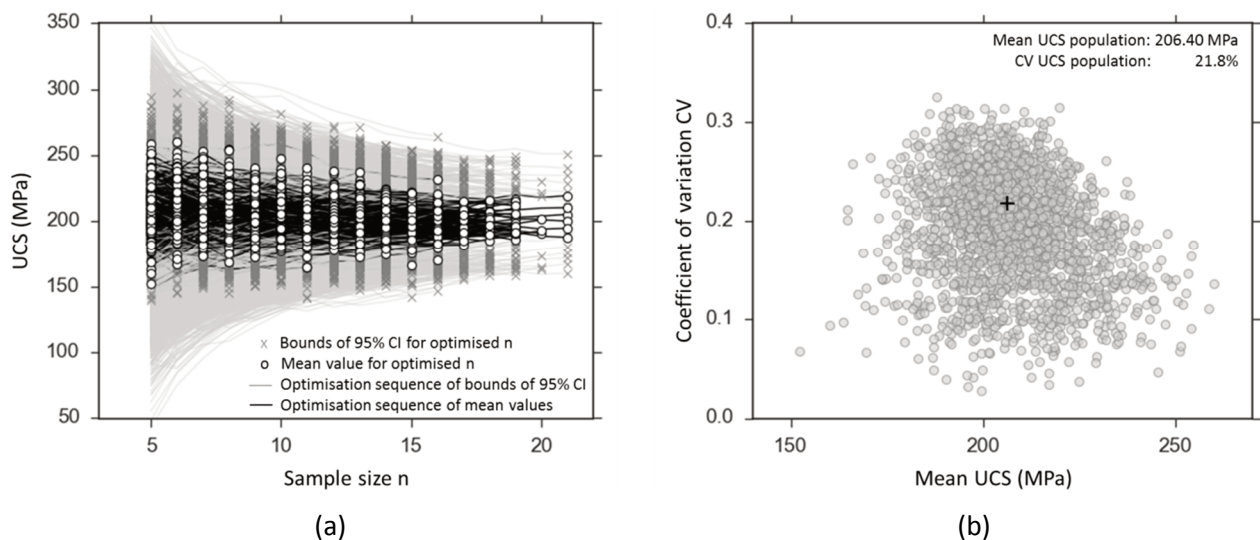 350
300
250
200
150
100
50
UCS (MPa)
5
10
15
20
Sample size n
Bounds of 95% CI for optimised n
Mean value for optimised n
Optimisation sequence of bounds of 95% CI
Optimisation sequence of mean values
(a)
0.4
0.3
0.2
0.1
0.0
Coefficient of variation CV
Mean UCS population: 206.40 MPa
CV UCS population: 21.8%
150
200
250
Mean UCS (MPa)
(b)